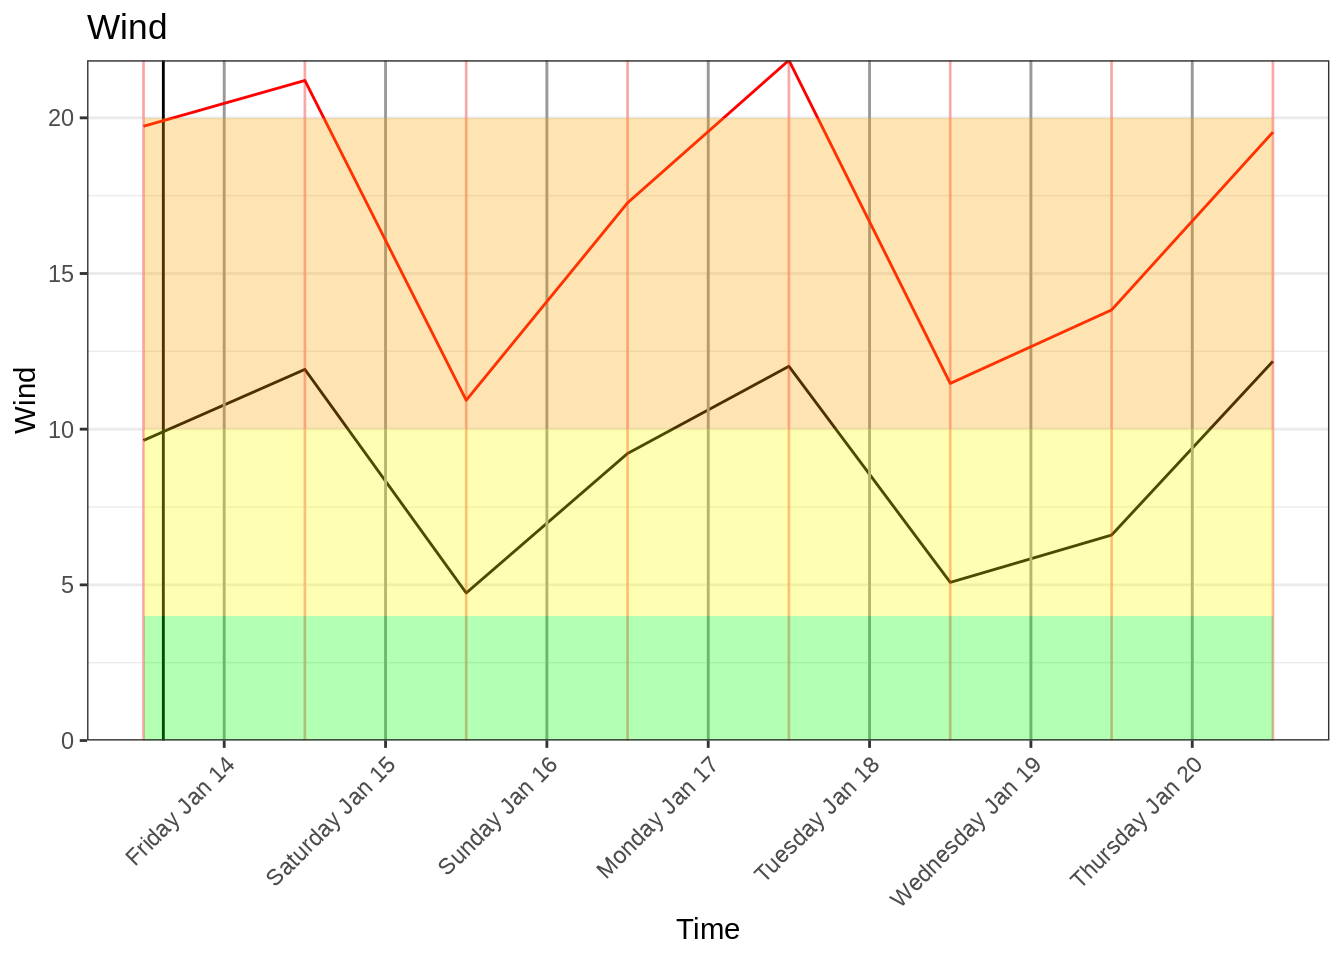 Wind
Wind
20
15
10
5
0
Friday Jan 14
Saturday Jan 15
Sunday Jan 16
Monday Jan 17
Tuesday Jan 18
Wednesday Jan 19
Thursday Jan 20
Time